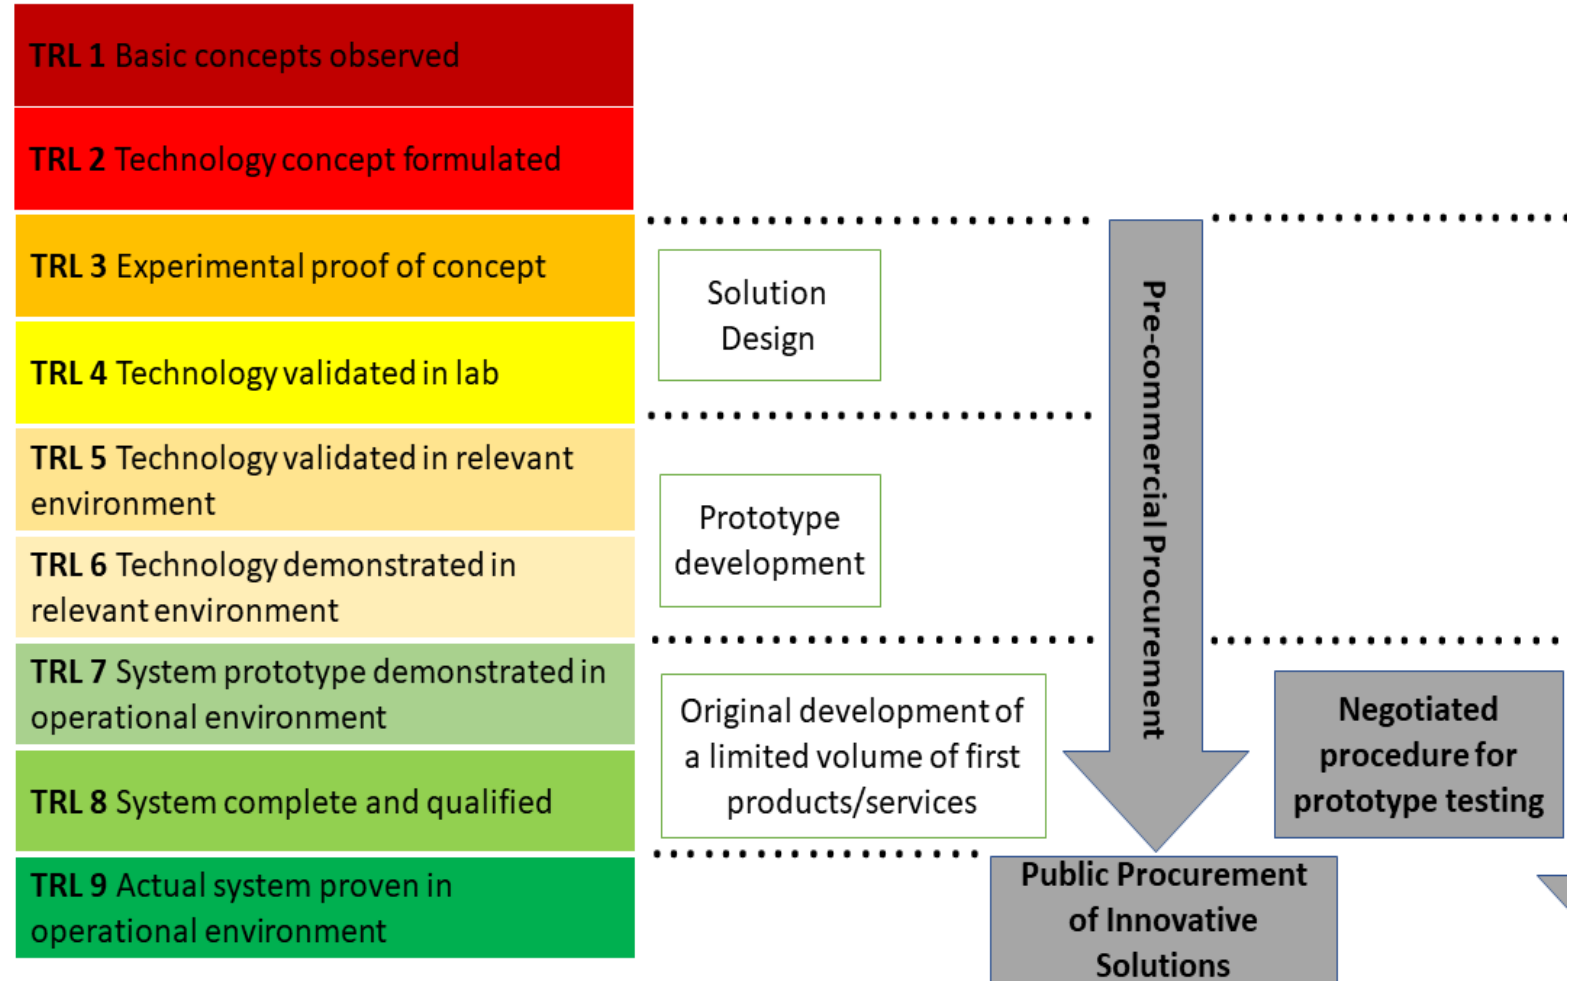 TRL 1 Basic concepts observed
TRL 2 Technology concept formulated
TRL 3 Experimental proof of concept
TRL 4 Technology validated in lab
TRL 5 Technology validated in relevant
environment
TRL 6 Technology demonstrated in
relevant environment
TRL 7 System prototype demonstrated in
operational environment
TRL 8 System complete and qualified
TRL 9 Actual system proven in
operational environment
Solution
Design
Prototype
development
Original development of
a limited volume of first
products/services
Pre-commercial Procurement
Negotiated
procedure for
prototype testing
Public Procurement
of Innovative
Solutions